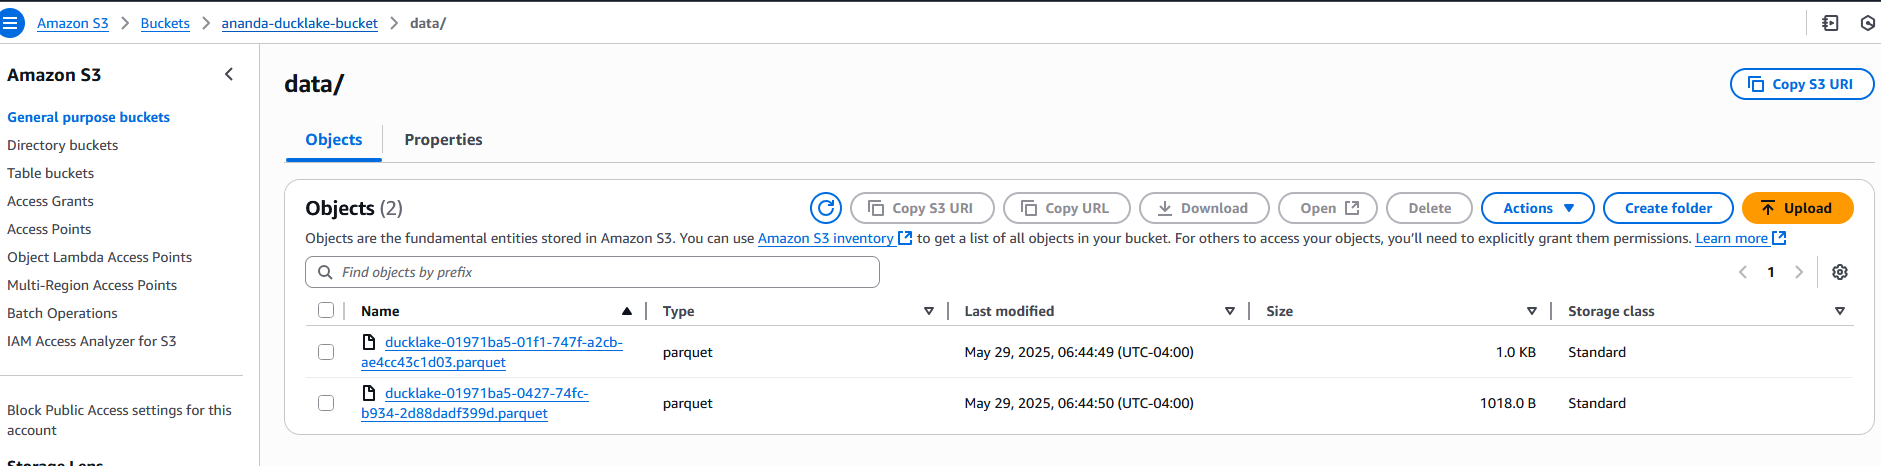 Amazon S3 > Buckets > ananda-ducklake-bucket > data/
Amazon S3
General purpose buckets
Directory buckets
Table buckets
Access Grants
Access Points
Object Lambda Access Points
Multi-Region Access Points
Batch Operations
IAM Access Analyzer for S3
Block Public Access settings for this
account
Storage Lens
data/
Copy S3 URI
Objects
Properties
Objects (2)
Copy S3 URI
Copy URL
Download
Open
Delete
Actions
Create folder
Upload
Objects are the fundamental entities stored in Amazon S3. You can use Amazon S3 inventory to get a list of all objects in your bucket. For others to access your objects, you'll need to explicitly grant them permissions. Learn more
Find objects by prefix
1
Name Type Last modified Size Storage class
ducklake-01971ba5-01f1-747f-a2cb-
ae4cc43c1d03.parquet
parquet May 29, 2025, 06:44:49 (UTC-04:00) 1.0 KB Standard
ducklake-01971ba5-0427-74fc-
b934-2d88dadf399d.parquet
parquet May 29, 2025, 06:44:50 (UTC-04:00) 1018.0 B Standard